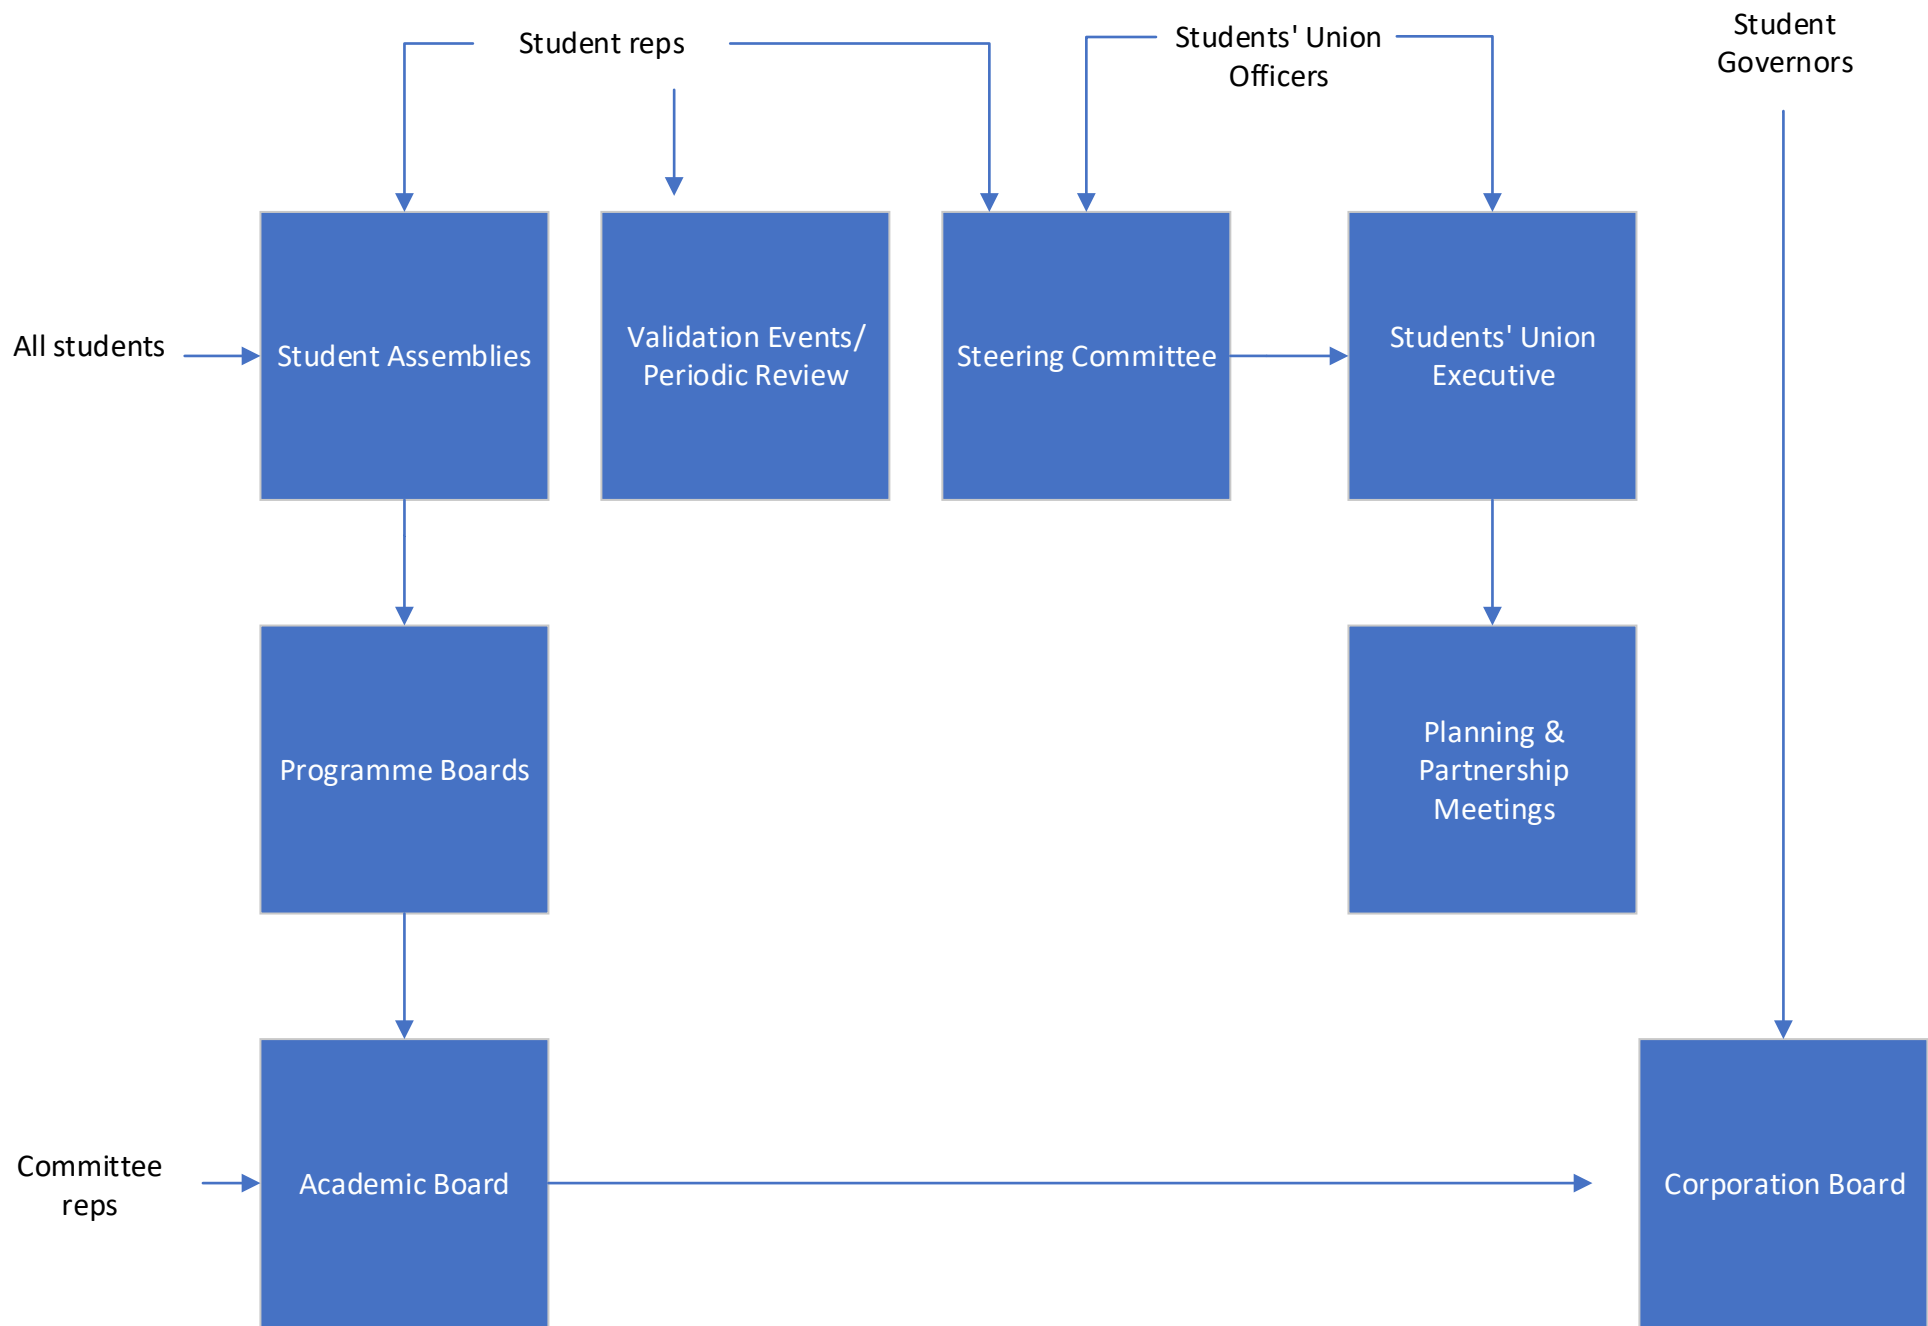 Student reps
Students' Union
Officers
Student
Governors
All students
Student Assemblies
Validation Events/
Periodic Review
Steering Committee
Students' Union
Executive
Programme Boards
Planning &
Partnership
Meetings
Committee
reps
Academic Board
Corporation Board